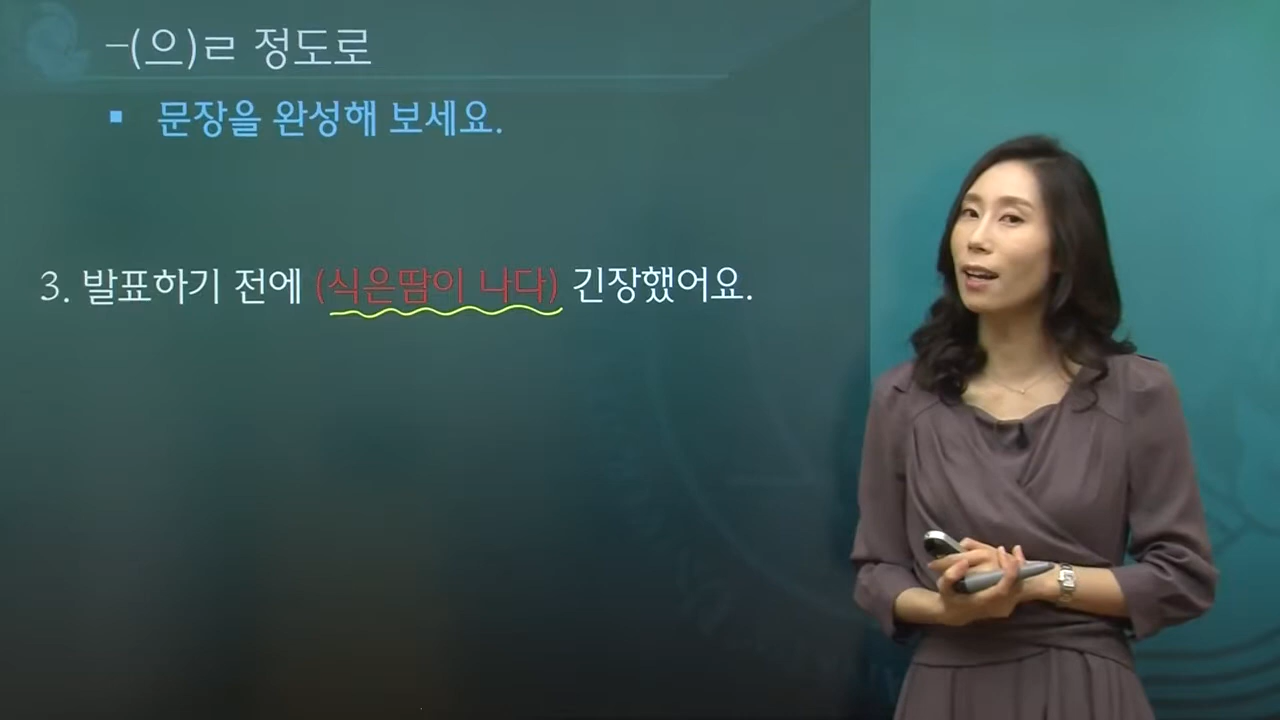 –(으)ㄹ 정도로
▪ 문장을 완성해 보세요.
3. 발표하기 전에 (식은땀이 나다) 긴장했어요.